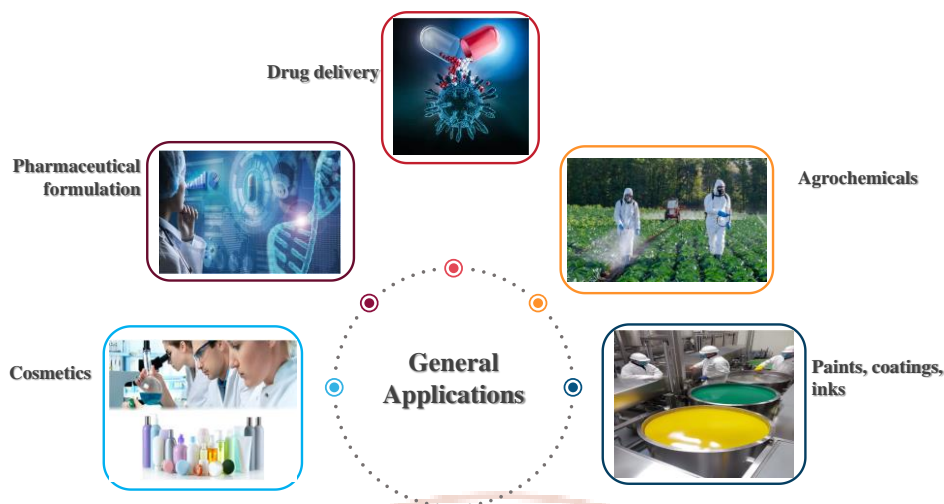 Drug delivery
Pharmaceutical
formulation
Agrochemicals
General
Applications
Cosmetics
Paints, coatings,
inks